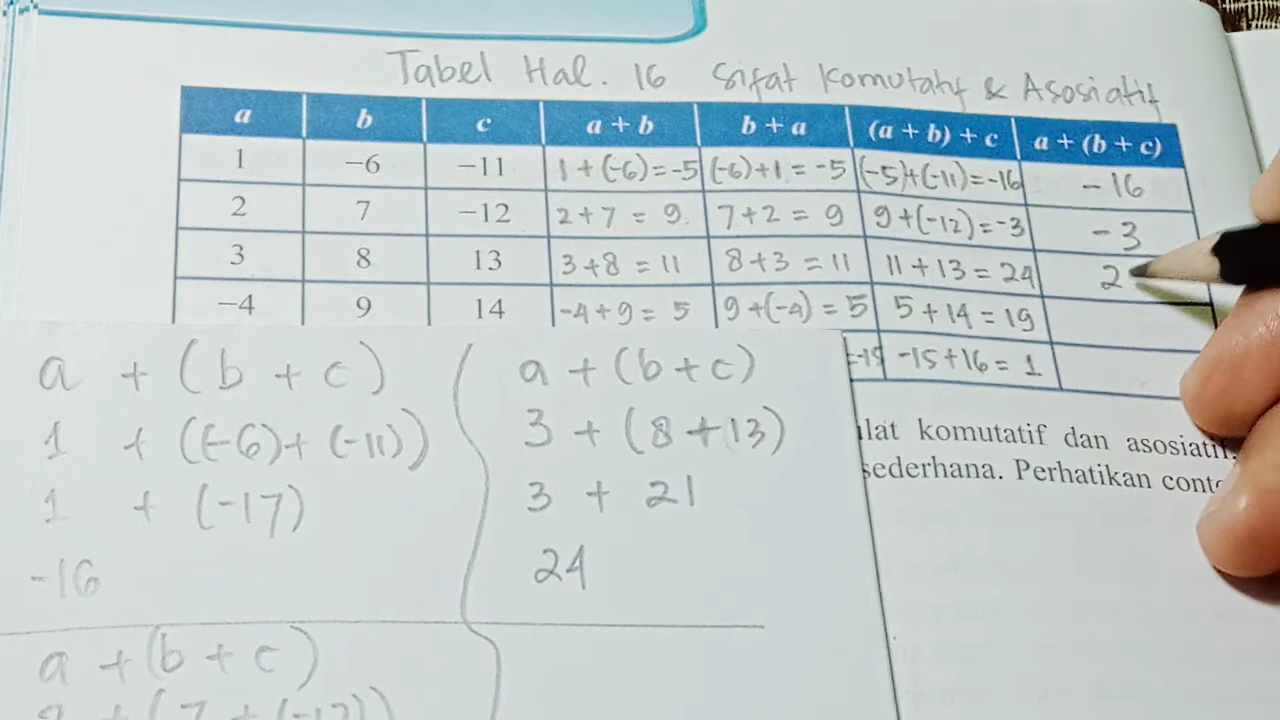 Tabel Hal. 16 Sifat Komutatif & Asosiatif
a b c a + b b + a (a + b) + c a + (b + c)
1 −6 −11 1+(-6)=-5 (-6)+1=-5 (-5)+(-11)=-16 -16
2 7 −12 2+7=9 7+2=9 9+(-12)=-3 -3
3 8 13 3+8=11 8+3=11 11+13=24 2
−4 9 14 -4+9=5 9+(-4)=5 5+14=19
=-15 -15+16=1
a + (b + c)
1 + ((-6)+(-11))
1 + (-17)
-16
a + (b + c)
3 + (8 + 13)
3 + 21
24
a + (b + c)
+ (7 + (-12))
komutatif dan asosiatif,
sederhana. Perhatikan